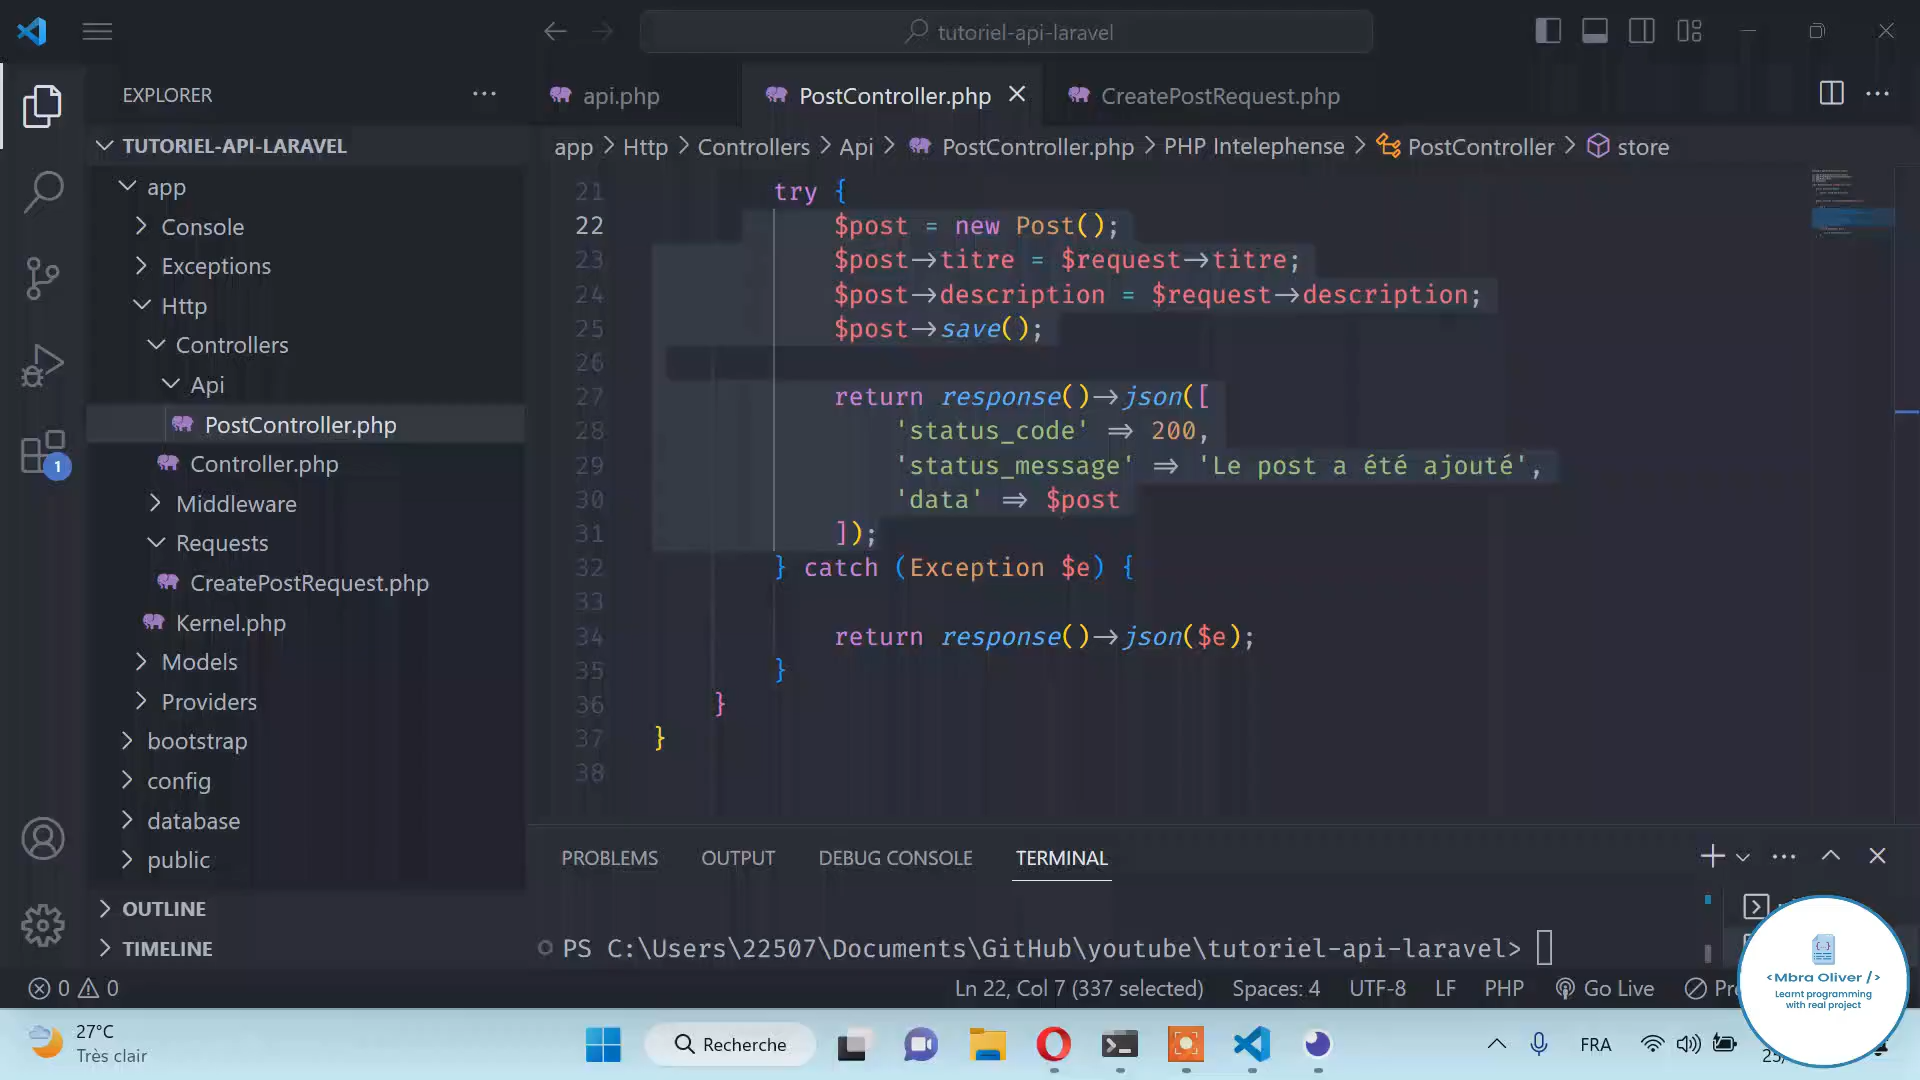 tutoriel-api-laravel
EXPLORER
api.php
PostController.php
CreatePostRequest.php
TUTORIEL-API-LARAVEL
app > Http > Controllers > Api > PostController.php > PHP Intelephense > PostController > store
app
Console
Exceptions
Http
Controllers
Api
PostController.php
Controller.php
Middleware
Requests
CreatePostRequest.php
Kernel.php
Models
Providers
bootstrap
config
database
public
OUTLINE
TIMELINE
21 try {
22 $post = new Post();
23 $post->titre = $request->titre;
24 $post->description = $request->description;
25 $post->save();
26
27 return response()->json([
28 'status_code' => 200,
29 'status_message' => 'Le post a été ajouté',
30 'data' => $post
31 ]);
32 } catch (Exception $e) {
33
34 return response()->json($e);
35 }
36 }
37 }
38
PROBLEMS OUTPUT DEBUG CONSOLE TERMINAL
PS C:\Users\22507\Documents\GitHub\youtube\tutoriel-api-laravel>
1
0 0
Ln 22, Col 7 (337 selected) Spaces: 4 UTF-8 LF PHP Go Live
<Mbra Oliver />
Learnt programming
with real project
27°C
Très clair
Recherche
FRA